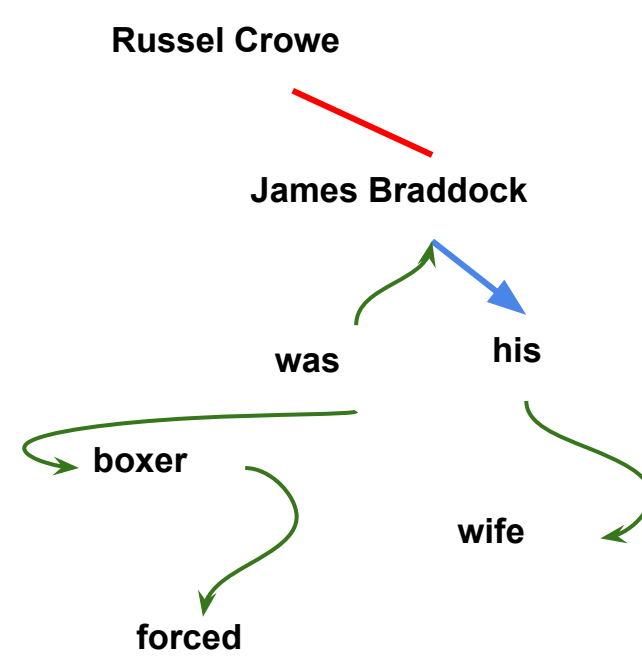 Russel Crowe
James Braddock
was
his
boxer
wife
forced